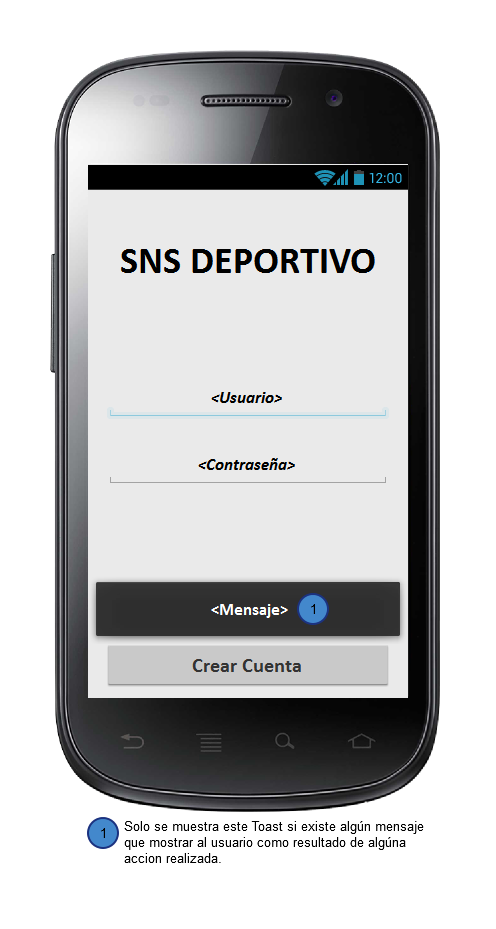 12:00
SNS DEPORTIVO
<Usuario>
<Contraseña>
<Mensaje> 1
Crear Cuenta
1 Solo se muestra este Toast si existe algún mensaje
que mostrar al usuario como resultado de algúna
accion realizada.